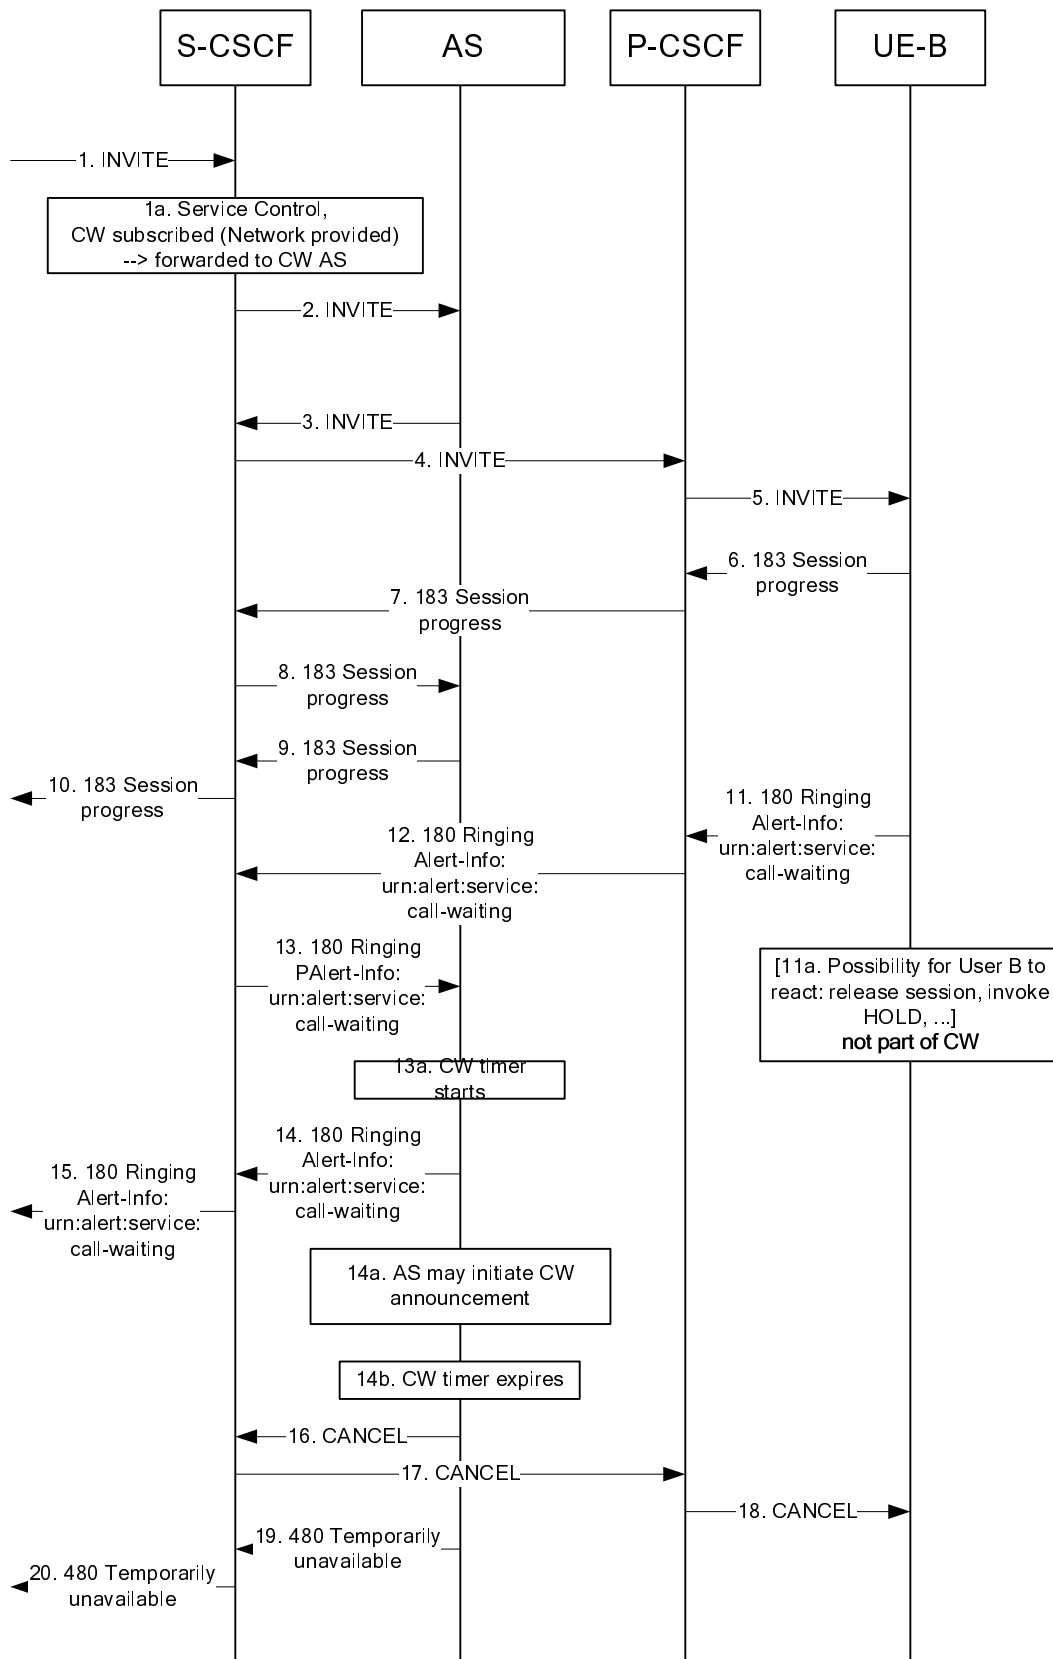 S-CSCF
AS
P-CSCF
UE-B
1. INVITE
1a. Service Control,
CW subscribed (Network provided)
--> forwarded to CW AS
2. INVITE
3. INVITE
4. INVITE
5. INVITE
6. 183 Session
progress
7. 183 Session
progress
8. 183 Session
progress
9. 183 Session
progress
10. 183 Session
progress
11. 180 Ringing
Alert-Info:
urn:alert:service:
call-waiting
12. 180 Ringing
Alert-Info:
urn:alert:service:
call-waiting
13. 180 Ringing
PAlert-Info:
urn:alert:service:
call-waiting
[11a. Possibility for User B to
react: release session, invoke
HOLD, ...]
not part of CW
13a. CW timer
starts
14. 180 Ringing
Alert-Info:
urn:alert:service:
call-waiting
15. 180 Ringing
Alert-Info:
urn:alert:service:
call-waiting
14a. AS may initiate CW
announcement
14b. CW timer expires
16. CANCEL
17. CANCEL
18. CANCEL
19. 480 Temporarily
unavailable
20. 480 Temporarily
unavailable